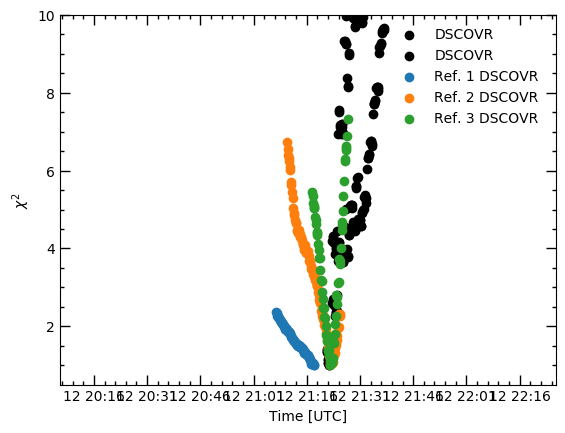 10
8
6
4
2
χ²
DSCOVR
DSCOVR
Ref. 1 DSCOVR
Ref. 2 DSCOVR
Ref. 3 DSCOVR
12 20:16 12 20:31 12 20:46 12 21:01 12 21:16 12 21:31 12 21:46 12 22:01 12 22:16
Time [UTC]